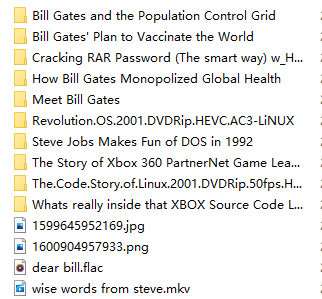 Bill Gates and the Population Control Grid
Bill Gates' Plan to Vaccinate the World
Cracking RAR Password (The smart way) w_H...
How Bill Gates Monopolized Global Health
Meet Bill Gates
Revolution.OS.2001.DVDRip.HEVC.AC3-LiNUX
Steve Jobs Makes Fun of DOS in 1992
The Story of Xbox 360 PartnerNet Game Lea...
The.Code.Story.of.Linux.2001.DVDRip.50fps.H...
Whats really inside that XBOX Source Code L...
1599645952169.jpg
1600904957933.png
dear bill.flac
wise words from steve.mkv